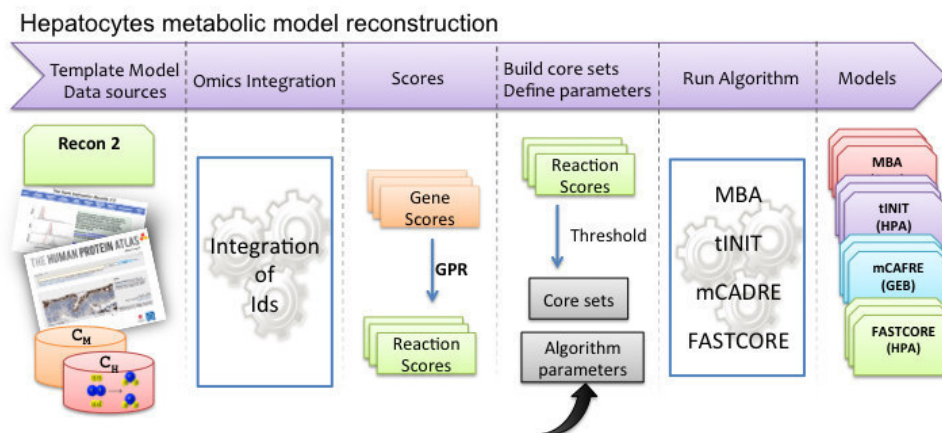 Hepatocytes metabolic model reconstruction
Template Model
Data sources
Omics Integration
Scores
Build core sets
Define parameters
Run Algorithm
Models
Recon 2
THE HUMAN PROTEIN ATLAS
C_M
C_H
Integration
of
Ids
Gene
Scores
GPR
Reaction
Scores
Reaction
Scores
Threshold
Core sets
Algorithm
parameters
MBA
tINIT
mCADRE
FASTCORE
MBA
tINIT
(HPA)
mCAFRE
(GEB)
FASTCORE
(HPA)